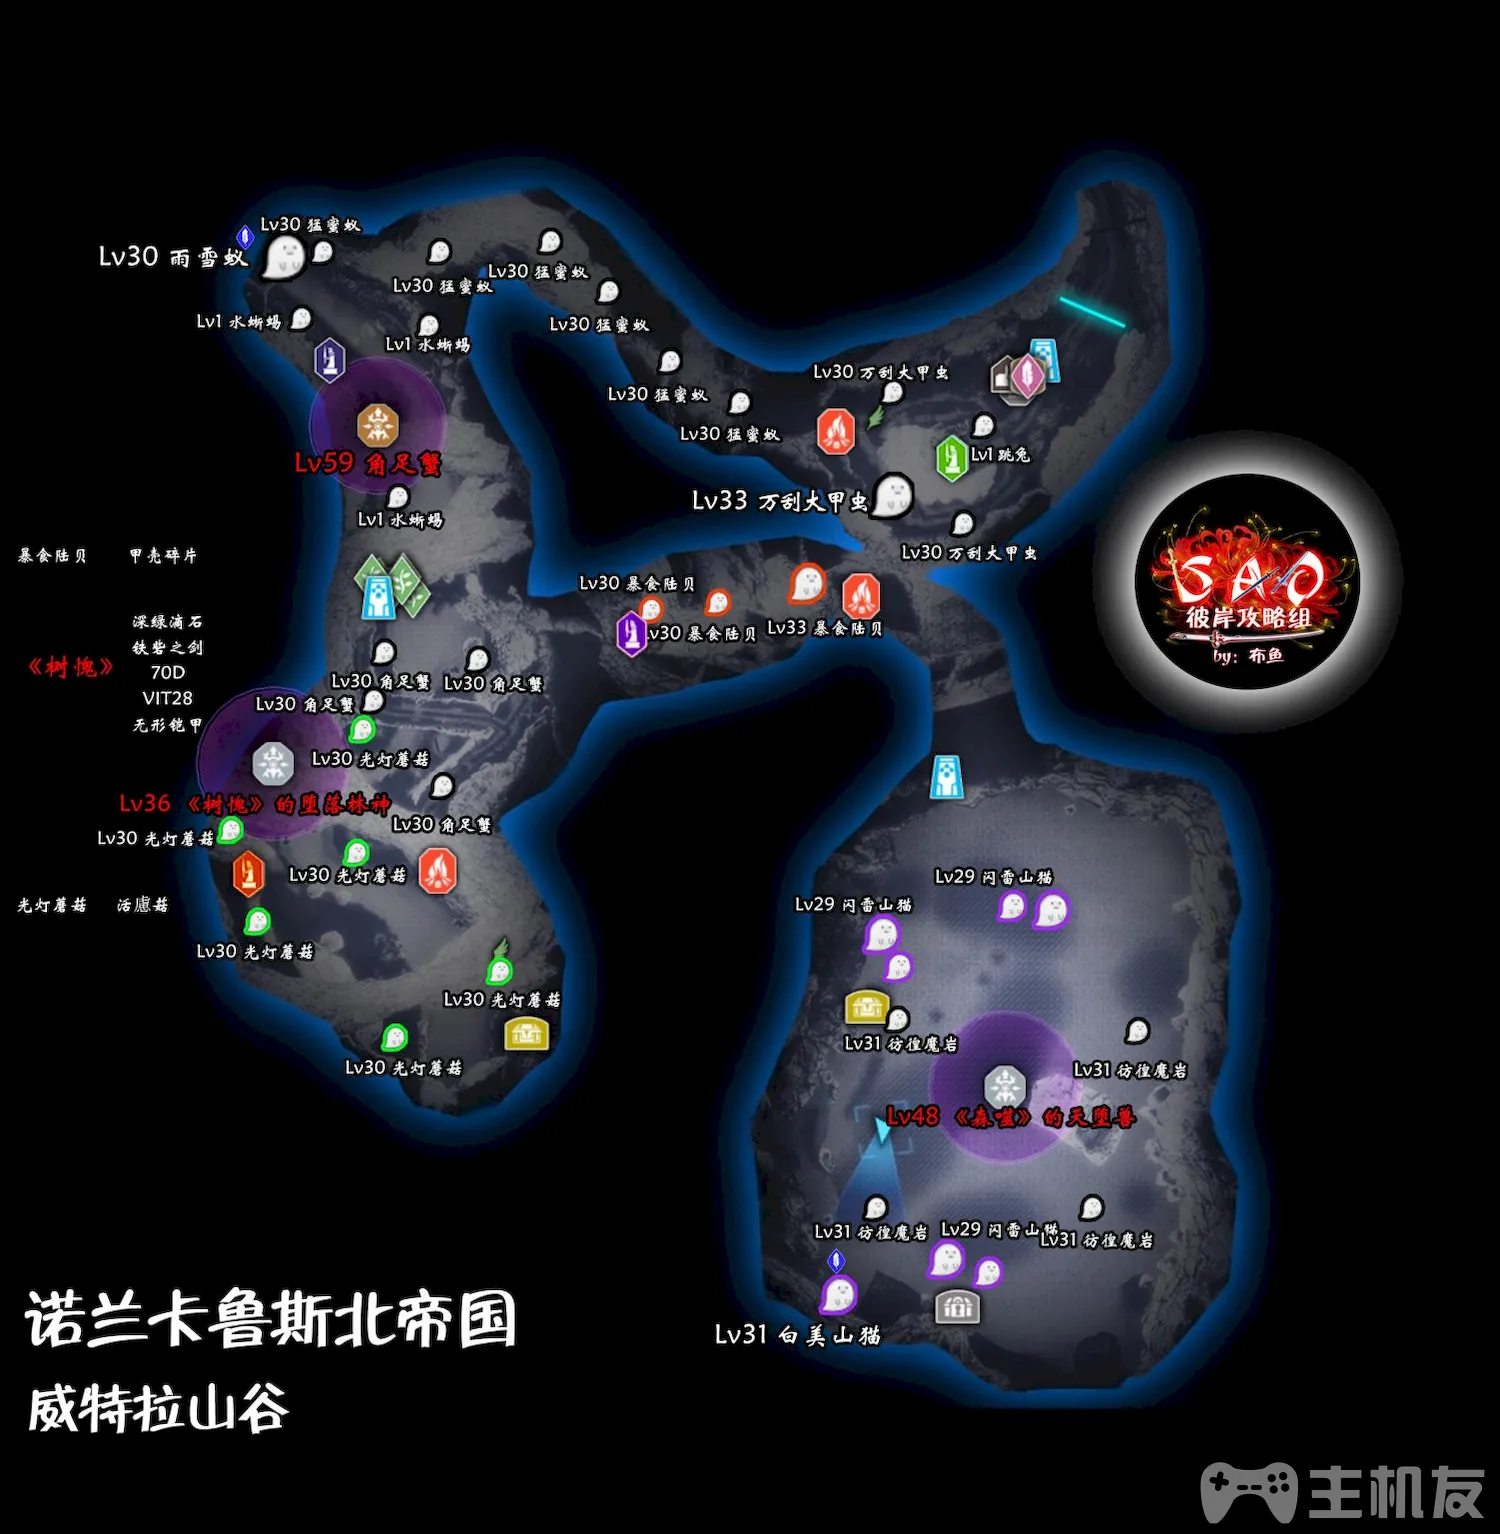 Lv30 猛蜜蚁
Lv30 雨雪蚁
Lv30 猛蜜蚁
Lv30 猛蜜蚁
Lv1 水蜥蜴
Lv30 猛蜜蚁
Lv1 水蜥蜴
Lv30 万刮大甲虫
Lv30 猛蜜蚁
Lv30 猛蜜蚁
Lv1 跳兔
Lv59 角足蟹
Lv33 万刮大甲虫
Lv1 水蜥蜴
Lv30 万刮大甲虫
暴食陆贝 甲壳碎片
Lv30 暴食陆贝
SAO
彼岸攻略组
by: 布鱼
深绿滴石
Lv30 暴食陆贝
Lv33 暴食陆贝
铁砦之剑
《树愧》
70D
VIT28
无形铠甲
Lv30 角足蟹
Lv30 角足蟹
Lv30 角足蟹
Lv30 光灯蘑菇
Lv36 《树愧》的堕落林神
Lv30 角足蟹
Lv30 光灯蘑菇
Lv30 光灯蘑菇
Lv29 闪雷山猫
Lv29 闪雷山猫
光灯蘑菇 活慮菇
Lv30 光灯蘑菇
Lv30 光灯蘑菇
Lv31 彷徨魔岩
Lv30 光灯蘑菇
Lv31 彷徨魔岩
Lv48 《森噬》的天堕兽
Lv31 彷徨魔岩
Lv29 闪雷山猫
Lv31 彷徨魔岩
Lv31 白美山猫
诺兰卡鲁斯北帝国
威特拉山谷
主机友